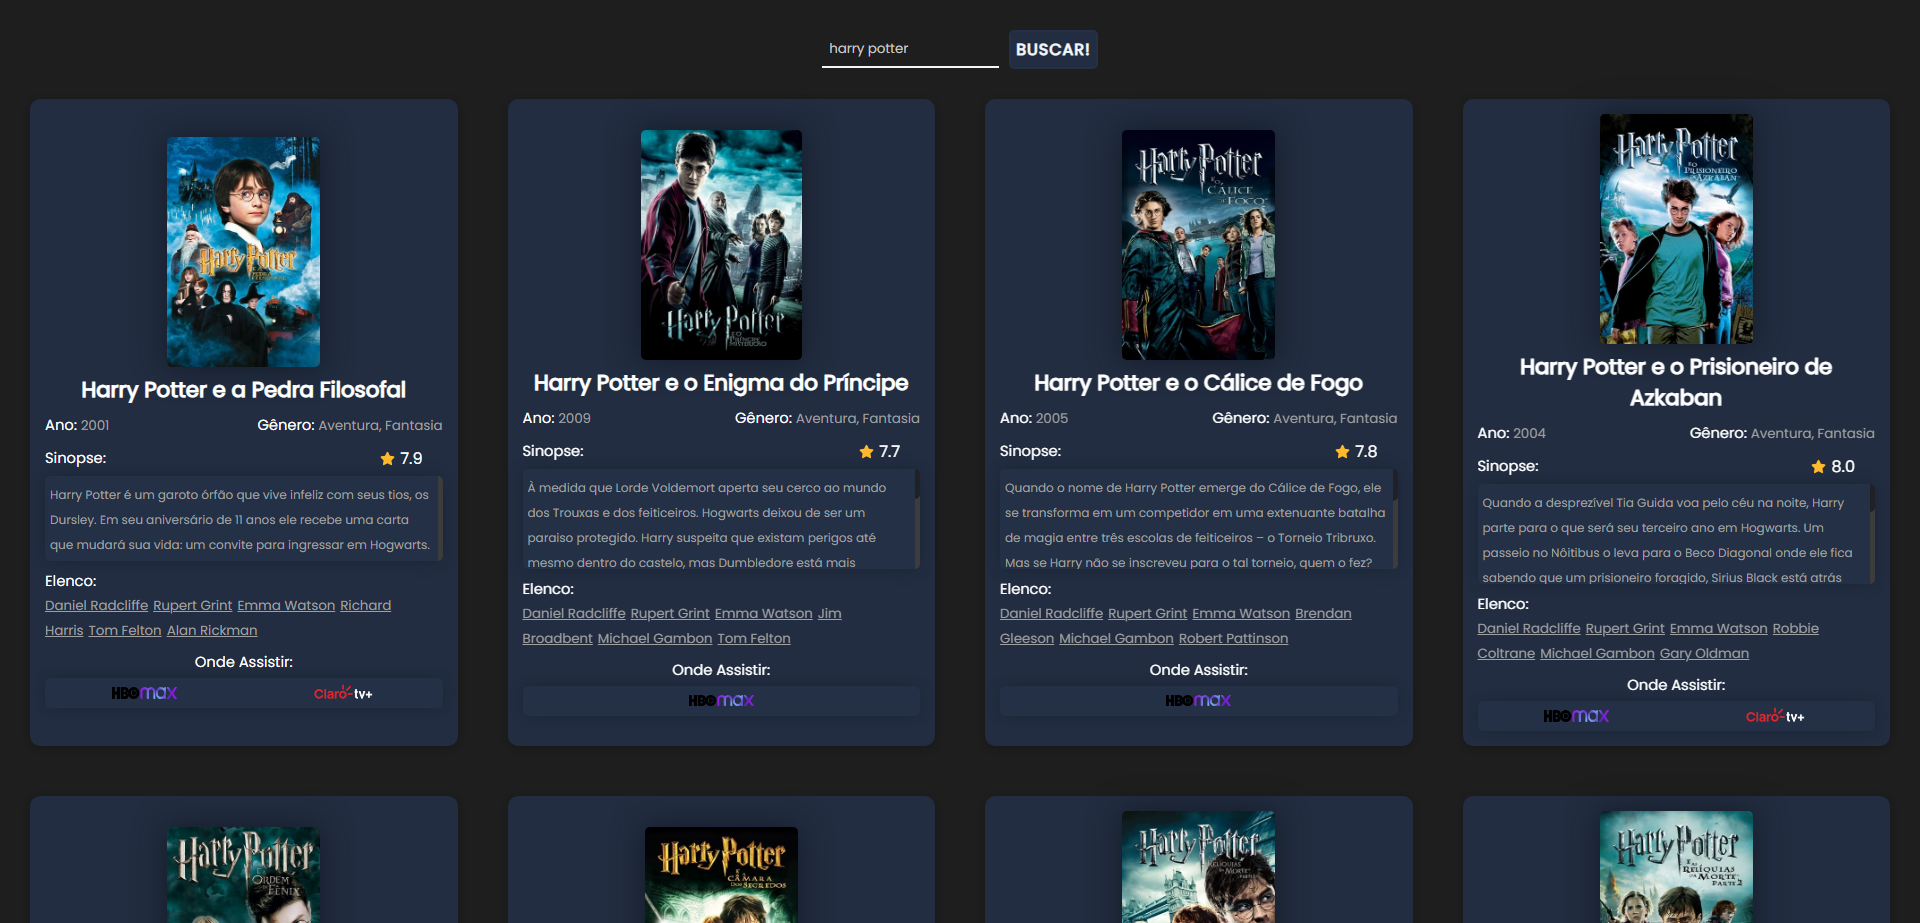 harry potter
BUSCAR!
Harry Potter
E A
PEDRA
FILOSOFAL
Harry Potter e a Pedra Filosofal
Ano: 2001
Gênero: Aventura, Fantasia
Sinopse:
7.9
Harry Potter é um garoto órfão que vive infeliz com seus tios, os
Dursley. Em seu aniversário de 11 anos ele recebe uma carta
que mudará sua vida: um convite para ingressar em Hogwarts.
Elenco:
Daniel Radcliffe Rupert Grint Emma Watson Richard
Harris Tom Felton Alan Rickman
Onde Assistir:
HBOmax
Claro tv+
Harry Potter
E O
Harry Potter e o Enigma do Príncipe
Ano: 2009
Gênero: Aventura, Fantasia
Sinopse:
7.7
À medida que Lorde Voldemort aperta seu cerco ao mundo
dos Trouxas e dos feiticeiros. Hogwarts deixou de ser um
paraiso protegido. Harry suspeita que existam perigos até
mesmo dentro do castelo, mas Dumbledore está mais
Elenco:
Daniel Radcliffe Rupert Grint Emma Watson Jim
Broadbent Michael Gambon Tom Felton
Onde Assistir:
HBOmax
Harry Potter
E O
CÁLICE
DE FOGO
Harry Potter e o Cálice de Fogo
Ano: 2005
Gênero: Aventura, Fantasia
Sinopse:
7.8
Quando o nome de Harry Potter emerge do Cálice de Fogo, ele
se transforma em um competidor em uma extenuante batalha
de magia entre três escolas de feiticeiros – o Torneio Tribruxo.
Mas se Harry não se inscreveu para o tal torneio, quem o fez?
Elenco:
Daniel Radcliffe Rupert Grint Emma Watson Brendan
Gleeson Michael Gambon Robert Pattinson
Onde Assistir:
HBOmax
Harry Potter
E O
PRISIONEIRO
DE AZKABAN
Harry Potter e o Prisioneiro de
Azkaban
Ano: 2004
Gênero: Aventura, Fantasia
Sinopse:
8.0
Quando a desprezível Tia Guida voa pelo céu na noite, Harry
parte para o que será seu terceiro ano em Hogwarts. Um
passeio no Nôitibus o leva para o Beco Diagonal onde ele fica
sabendo que um prisioneiro foragido, Sirius Black está atrás
Elenco:
Daniel Radcliffe Rupert Grint Emma Watson Robbie
Coltrane Michael Gambon Gary Oldman
Onde Assistir:
HBOmax
Claro tv+
Harry Potter
E A
ORDEM
DA FÊNIX
Harry Potter
E A
CÂMARA
DOS SEGREDOS
Harry Potter
E AS
RELÍQUIAS
DA MORTE
Harry Potter
E AS
RELÍQUIAS
DA MORTE
PARTE 2